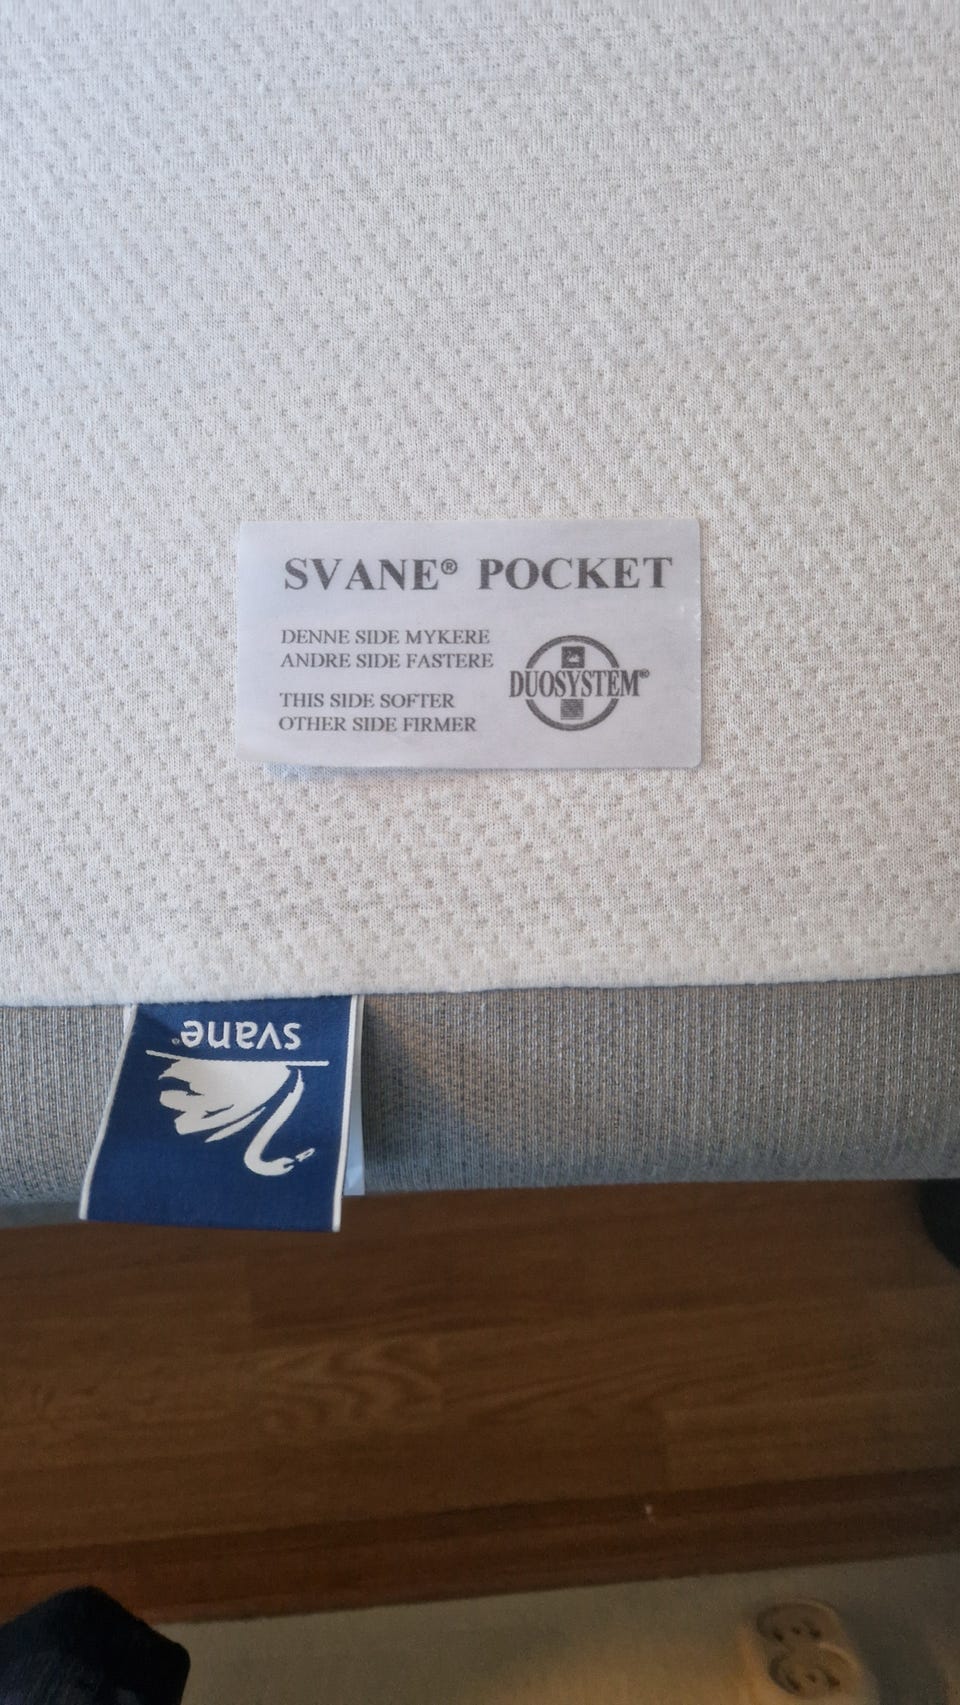 SVANE® POCKET
DENNE SIDE MYKERE
ANDRE SIDE FASTERE
THIS SIDE SOFTER
OTHER SIDE FIRMER
DUOSYSTEM®
svane®